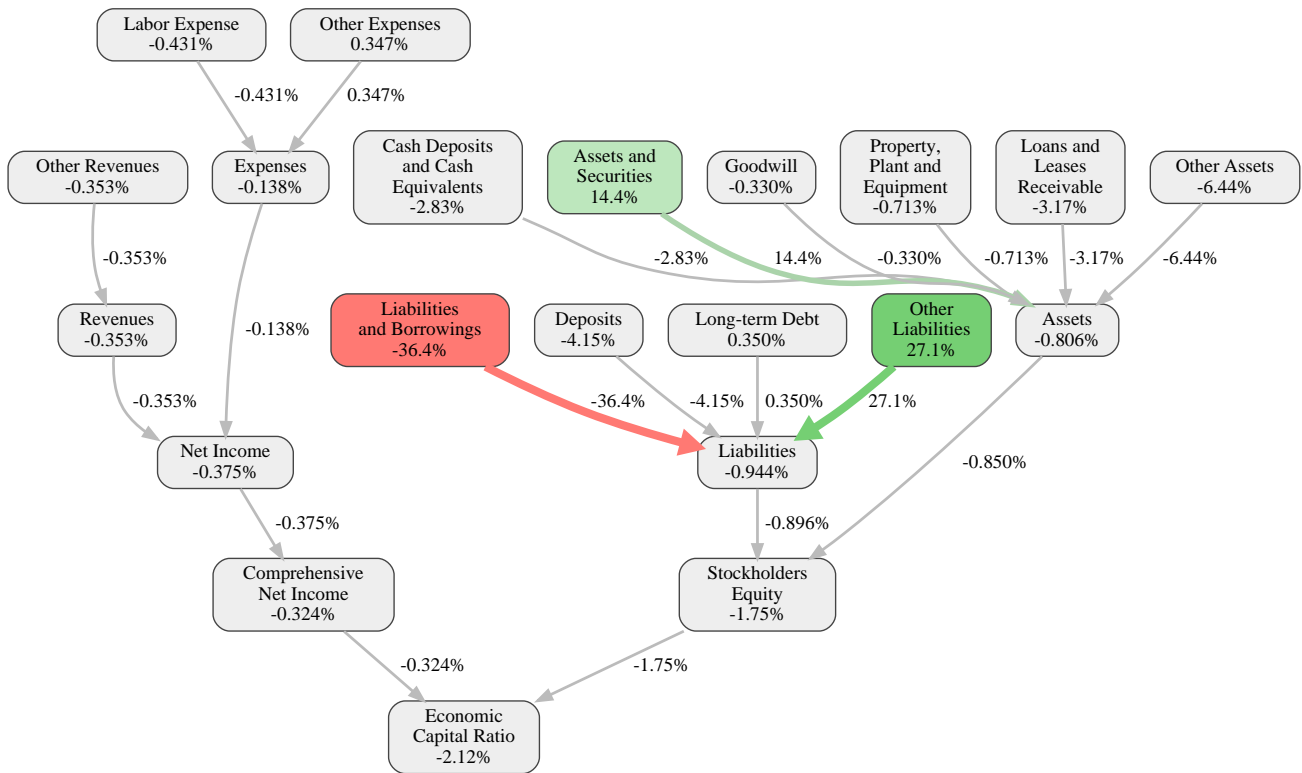 Labor Expense
-0.431%
Other Expenses
0.347%
-0.431%
0.347%
Other Revenues
-0.353%
Expenses
-0.138%
Cash Deposits
and Cash
Equivalents
-2.83%
Assets and
Securities
14.4%
Goodwill
-0.330%
Property,
Plant and
Equipment
-0.713%
Loans and
Leases
Receivable
-3.17%
Other Assets
-6.44%
-0.353%
-2.83%
14.4%
-0.330%
-0.713%
-3.17%
-6.44%
Revenues
-0.353%
-0.138%
Liabilities
and Borrowings
-36.4%
Deposits
-4.15%
Long-term Debt
0.350%
Other
Liabilities
27.1%
Assets
-0.806%
-0.353%
-36.4%
-4.15%
0.350%
27.1%
Net Income
-0.375%
Liabilities
-0.944%
-0.850%
-0.375%
-0.896%
Comprehensive
Net Income
-0.324%
Stockholders
Equity
-1.75%
-0.324%
-1.75%
Economic
Capital Ratio
-2.12%